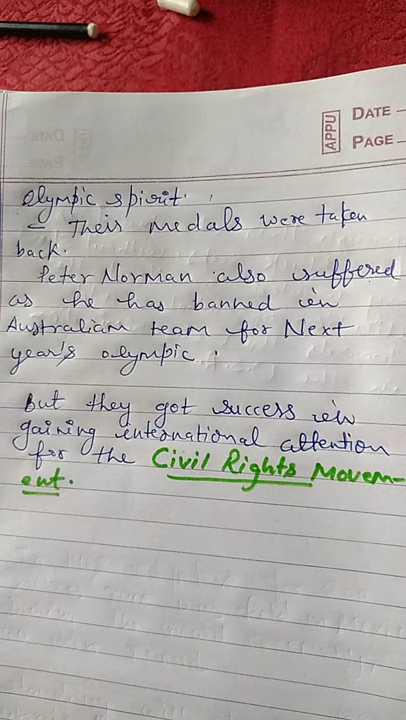 APPU
DATE -
PAGE -
Olympic spirit.
- Their medals were taken
back.
Peter Norman also suffered
as he has banned in
Australian team for Next
year's olympic.
But they got success in
gaining international attention
for the Civil Rights Movem-
ent.